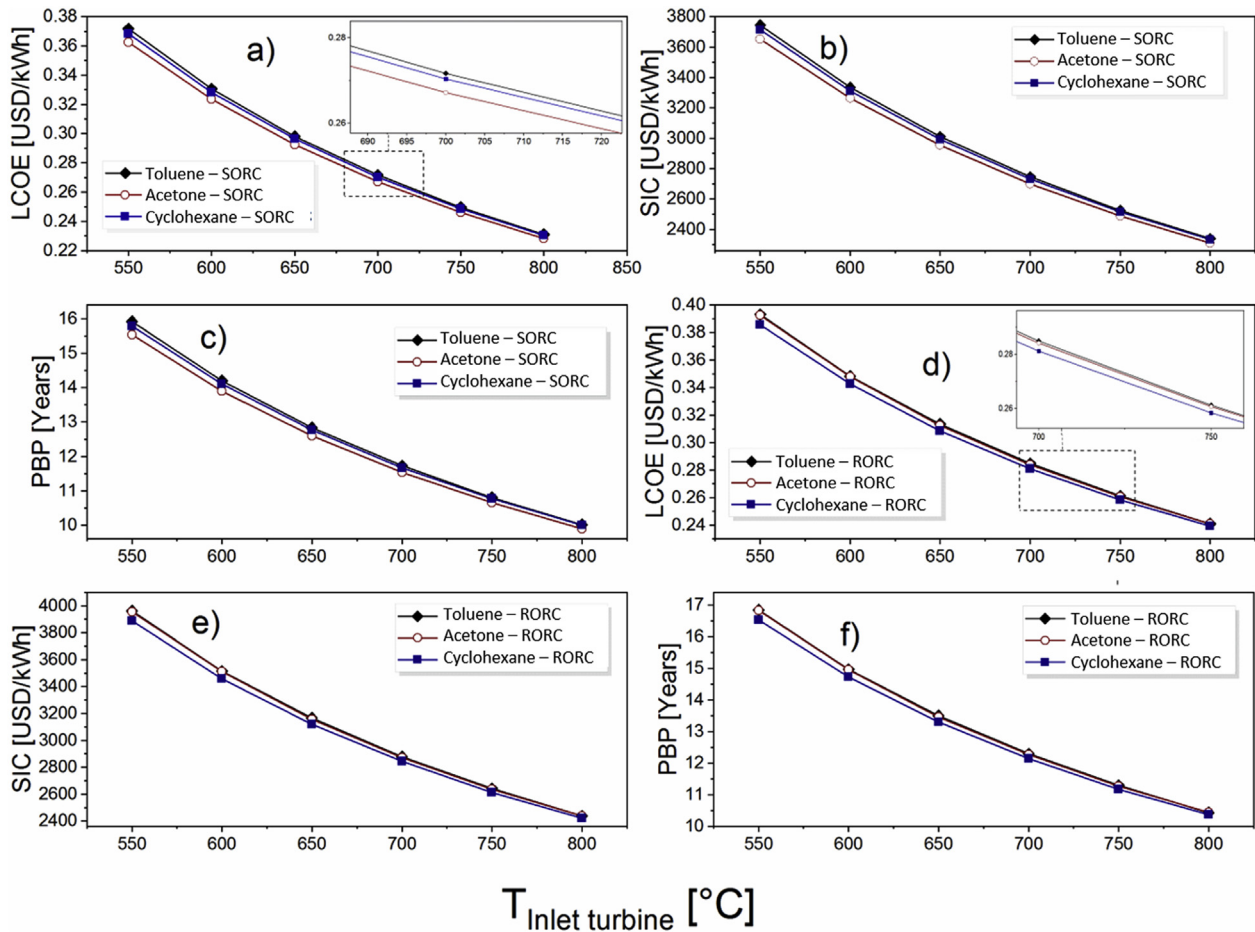 a)
LCOE [USD/kWh]
0.38
0.36
0.34
0.32
0.30
0.28
0.26
0.24
0.22
0.28
0.26
690 695 700 705 710 715 720
Toluene – SORC
Acetone – SORC
Cyclohexane – SORC :
550 600 650 700 750 800 850
b)
SIC [USD/kWh]
3800
3600
3400
3200
3000
2800
2600
2400
Toluene – SORC
Acetone – SORC
Cyclohexane – SORC
550 600 650 700 750 800
c)
PBP [Years]
16
15
14
13
12
11
10
Toluene – SORC
Acetone – SORC
Cyclohexane – SORC
550 600 650 700 750 800
d)
LCOE [USD/kWh]
0.40
0.38
0.36
0.34
0.32
0.30
0.28
0.26
0.24
0.28
0.26
700 750
Toluene – RORC
Acetone – RORC
Cyclohexane – RORC
550 600 650 700 750 800
e)
SIC [USD/kWh]
4000
3800
3600
3400
3200
3000
2800
2600
2400
Toluene – RORC
Acetone – RORC
Cyclohexane – RORC
550 600 650 700 750 800
f)
PBP [Years]
17
16
15
14
13
12
11
10
Toluene – RORC
Acetone – RORC
Cyclohexane – RORC
550 600 650 700 750 800
T Inlet turbine [°C]